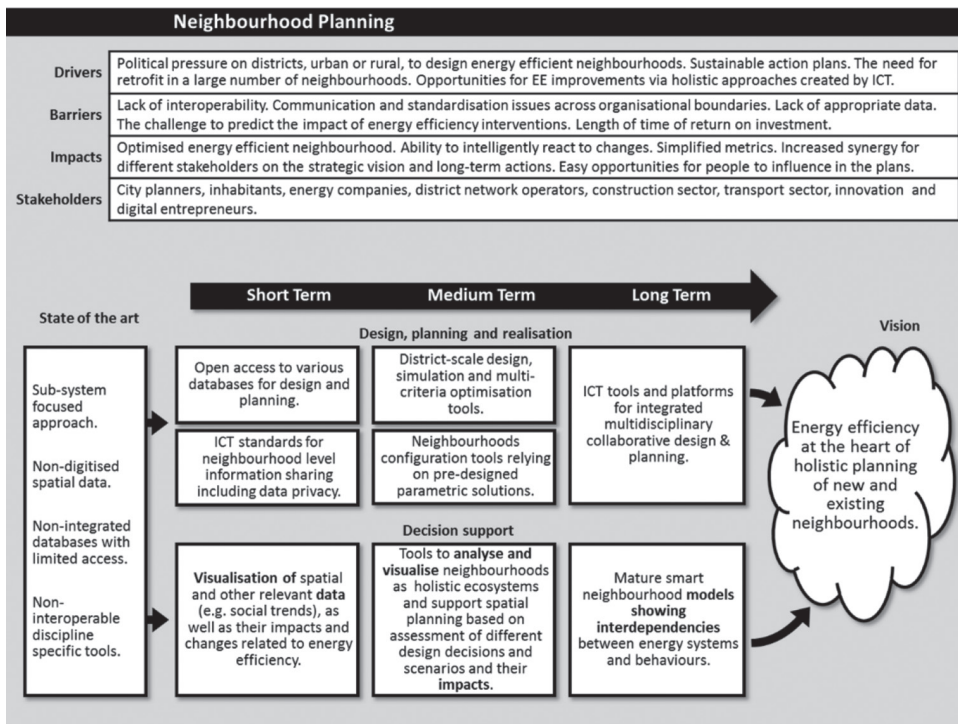 Neighbourhood Planning
Drivers
Political pressure on districts, urban or rural, to design energy efficient neighbourhoods. Sustainable action plans. The need for
retrofit in a large number of neighbourhoods. Opportunities for EE improvements via holistic approaches created by ICT.
Barriers
Lack of interoperability. Communication and standardisation issues across organisational boundaries. Lack of appropriate data.
The challenge to predict the impact of energy efficiency interventions. Length of time of return on investment.
Impacts
Optimised energy efficient neighbourhood. Ability to intelligently react to changes. Simplified metrics. Increased synergy for
different stakeholders on the strategic vision and long-term actions. Easy opportunities for people to influence in the plans.
Stakeholders
City planners, inhabitants, energy companies, district network operators, construction sector, transport sector, innovation and
digital entrepreneurs.
Short Term
Medium Term
Long Term
State of the art
Sub-system
focused
approach.
Non-digitised
spatial data.
Non-integrated
databases with
limited access.
Non-
interoperable
discipline
specific tools.
Design, planning and realisation
Open access to various
databases for design and
planning.
District-scale design,
simulation and multi-
criteria optimisation
tools.
ICT tools and platforms
for integrated
multidisciplinary
collaborative design &
planning.
ICT standards for
neighbourhood level
information sharing
including data privacy.
Neighbourhoods
configuration tools relying
on pre-designed
parametric solutions.
Decision support
Visualisation of spatial
and other relevant data
(e.g. social trends), as
well as their impacts and
changes related to energy
efficiency.
Tools to analyse and
visualise neighbourhoods
as holistic ecosystems
and support spatial
planning based on
assessment of different
design decisions and
scenarios and their
impacts.
Mature smart
neighbourhood models
showing
interdependencies
between energy systems
and behaviours.
Vision
Energy efficiency
at the heart of
holistic planning
of new and
existing
neighbourhoods.